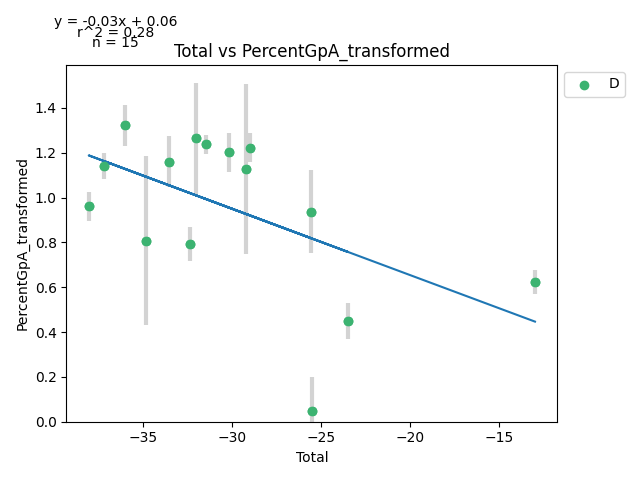 y = -0.03x + 0.06
r^2 = 0.28
n = 15
Total vs PercentGpA_transformed
D
PercentGpA_transformed
1.4
1.2
1.0
0.8
0.6
0.4
0.2
0.0
−35
−30
−25
−20
−15
Total